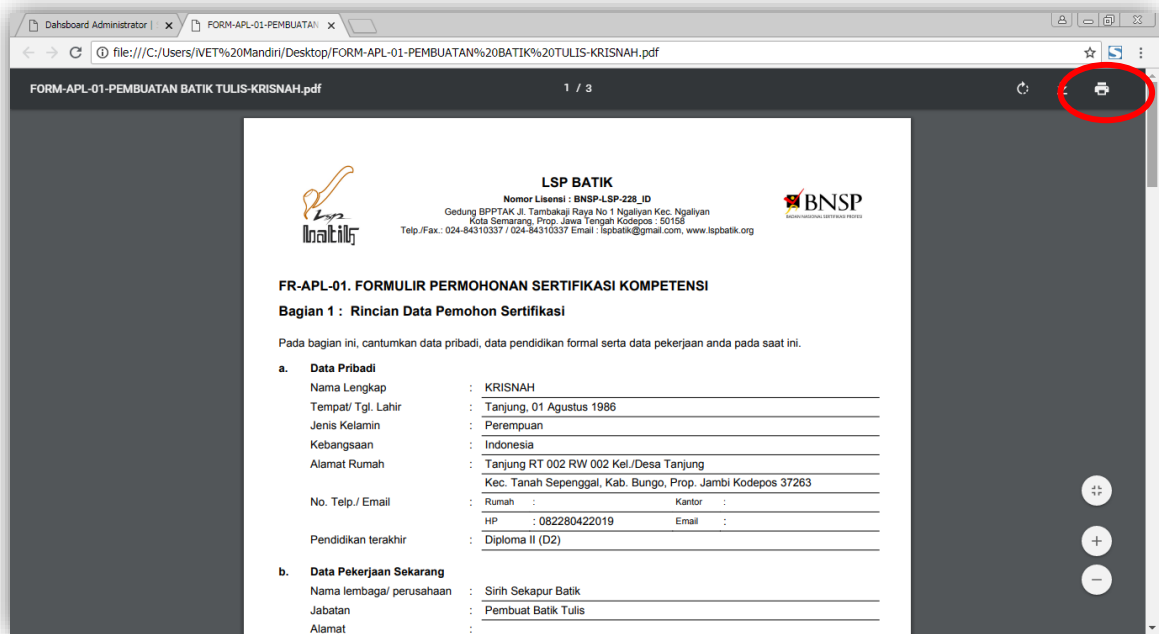 Dahsboard Administrator |
FORM-APL-01-PEMBUATAN
file:///C:/Users/iVET%20Mandiri/Desktop/FORM-APL-01-PEMBUATAN%20BATIK%20TULIS-KRISNAH.pdf
FORM-APL-01-PEMBUATAN BATIK TULIS-KRISNAH.pdf
1 / 3
Lsp
batik
LSP BATIK
Nomor Lisensi : BNSP-LSP-228_ID
Gedung BPPTAK Jl. Tambakaji Raya No 1 Ngaliyan Kec. Ngaliyan
Kota Semarang, Prop. Jawa Tengah Kodepos : 50158
Telp./Fax.: 024-84310337 / 024-84310337 Email : lspbatik@gmail.com, www.lspbatik.org
BNSP
BADAN NASIONAL SERTIFIKASI PROFESI
FR-APL-01. FORMULIR PERMOHONAN SERTIFIKASI KOMPETENSI
Bagian 1 : Rincian Data Pemohon Sertifikasi
Pada bagian ini, cantumkan data pribadi, data pendidikan formal serta data pekerjaan anda pada saat ini.
a. Data Pribadi
Nama Lengkap : KRISNAH
Tempat/ Tgl. Lahir : Tanjung, 01 Agustus 1986
Jenis Kelamin : Perempuan
Kebangsaan : Indonesia
Alamat Rumah : Tanjung RT 002 RW 002 Kel./Desa Tanjung
Kec. Tanah Sepenggal, Kab. Bungo, Prop. Jambi Kodepos 37263
No. Telp./ Email : Rumah : Kantor :
HP : 082280422019 Email :
Pendidikan terakhir : Diploma II (D2)
b. Data Pekerjaan Sekarang
Nama lembaga/ perusahaan : Sirih Sekapur Batik
Jabatan : Pembuat Batik Tulis
Alamat :